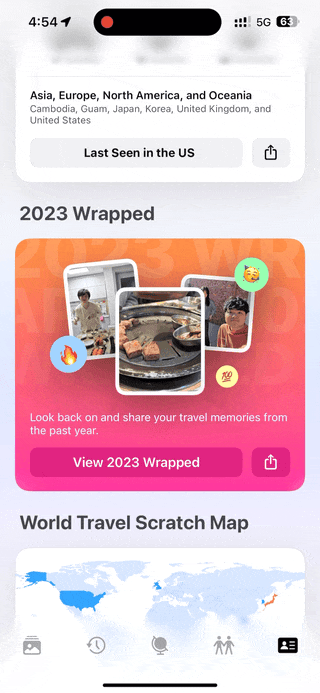 4:54
5G
63
Asia, Europe, North America, and Oceania
Cambodia, Guam, Japan, Korea, United Kingdom, and
United States
Last Seen in the US
2023 Wrapped
2023 WR
Look back on and share your travel memories from
the past year.
View 2023 Wrapped
World Travel Scratch Map